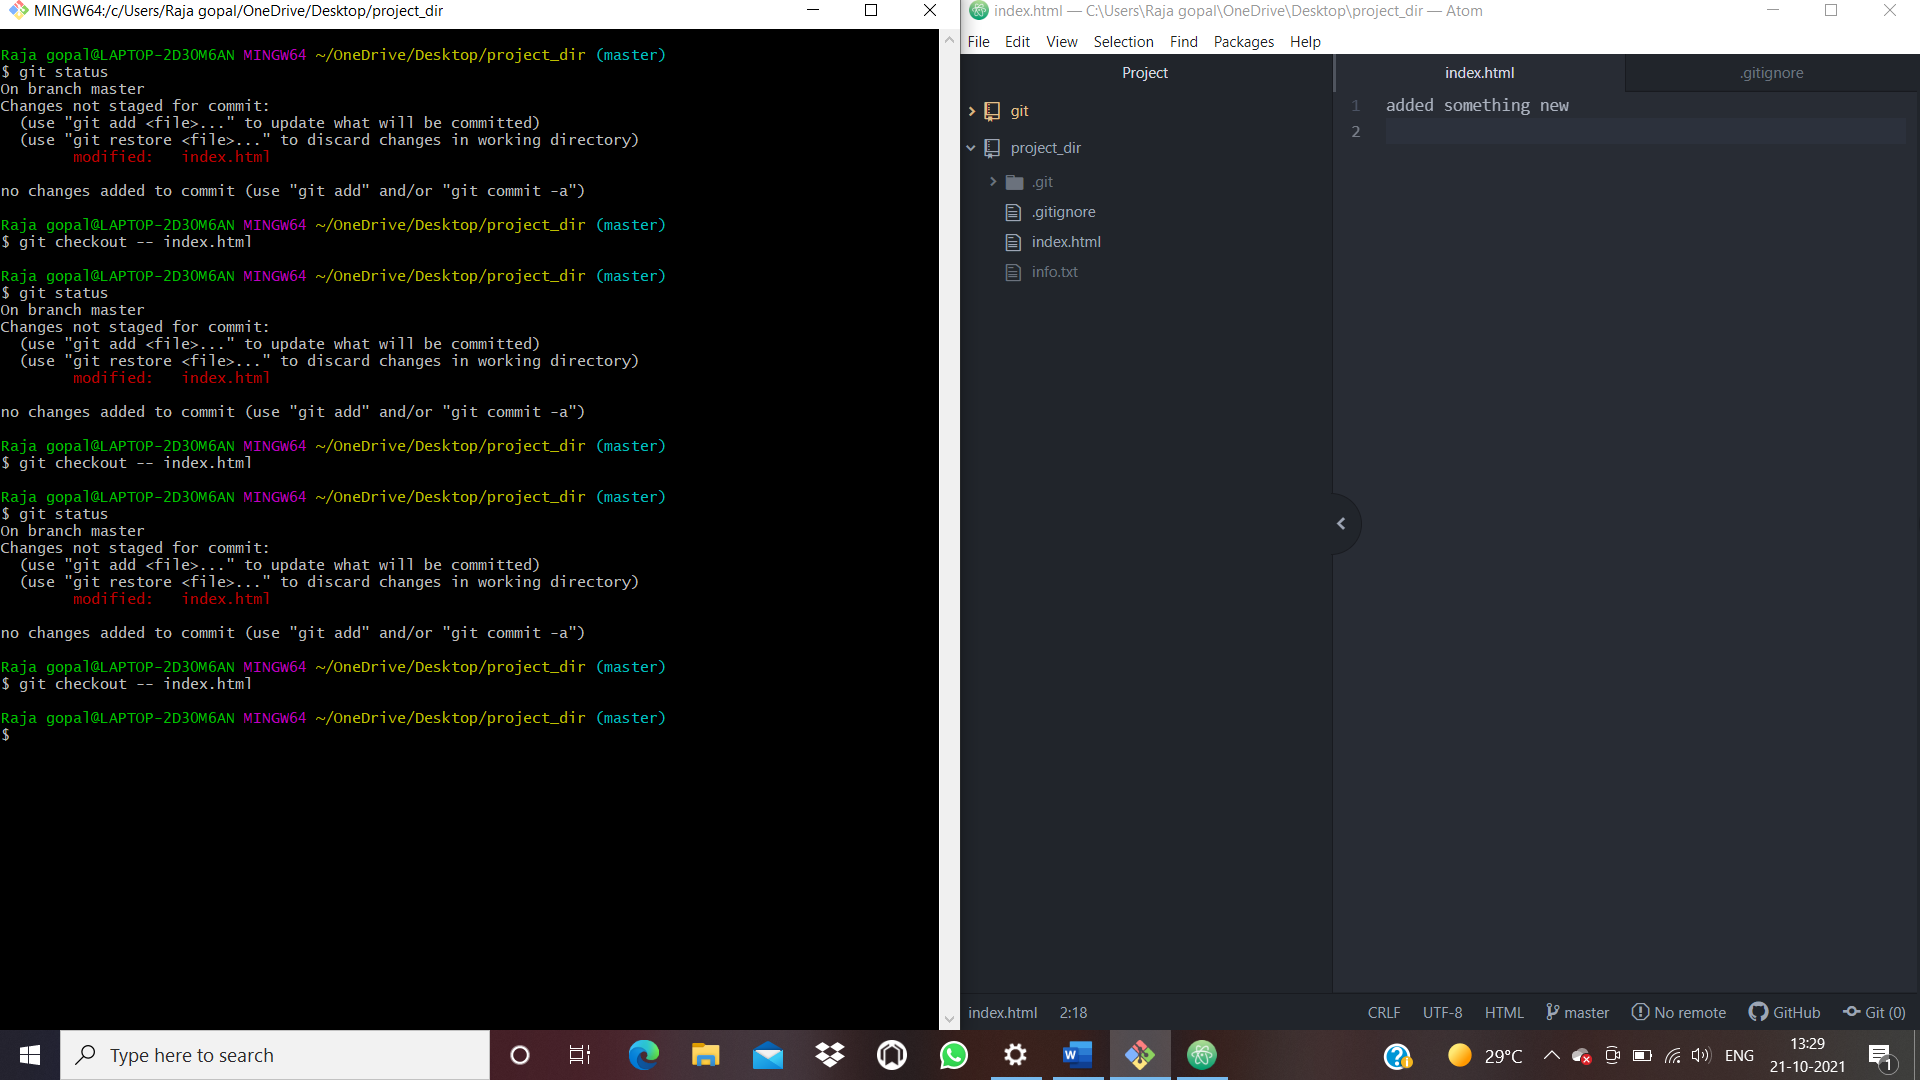 MINGW64:/c/Users/Raja gopal/OneDrive/Desktop/project_dir
Raja gopal@LAPTOP-2D3OM6AN MINGW64 ~/OneDrive/Desktop/project_dir (master)
$ git status
On branch master
Changes not staged for commit:
  (use "git add <file>..." to update what will be committed)
  (use "git restore <file>..." to discard changes in working directory)
        modified:   index.html
no changes added to commit (use "git add" and/or "git commit -a")
Raja gopal@LAPTOP-2D3OM6AN MINGW64 ~/OneDrive/Desktop/project_dir (master)
$ git checkout -- index.html
Raja gopal@LAPTOP-2D3OM6AN MINGW64 ~/OneDrive/Desktop/project_dir (master)
$ git status
On branch master
Changes not staged for commit:
  (use "git add <file>..." to update what will be committed)
  (use "git restore <file>..." to discard changes in working directory)
        modified:   index.html
no changes added to commit (use "git add" and/or "git commit -a")
Raja gopal@LAPTOP-2D3OM6AN MINGW64 ~/OneDrive/Desktop/project_dir (master)
$ git checkout -- index.html
Raja gopal@LAPTOP-2D3OM6AN MINGW64 ~/OneDrive/Desktop/project_dir (master)
$ git status
On branch master
Changes not staged for commit:
  (use "git add <file>..." to update what will be committed)
  (use "git restore <file>..." to discard changes in working directory)
        modified:   index.html
no changes added to commit (use "git add" and/or "git commit -a")
Raja gopal@LAPTOP-2D3OM6AN MINGW64 ~/OneDrive/Desktop/project_dir (master)
$ git checkout -- index.html
Raja gopal@LAPTOP-2D3OM6AN MINGW64 ~/OneDrive/Desktop/project_dir (master)
$
index.html — C:\Users\Raja gopal\OneDrive\Desktop\project_dir — Atom
File Edit View Selection Find Packages Help
Project
git
project_dir
.git
.gitignore
index.html
info.txt
index.html .gitignore
1 added something new
2
index.html 2:18 CRLF UTF-8 HTML master No remote GitHub Git (0)
Type here to search
29°C ENG
13:29
21-10-2021
1